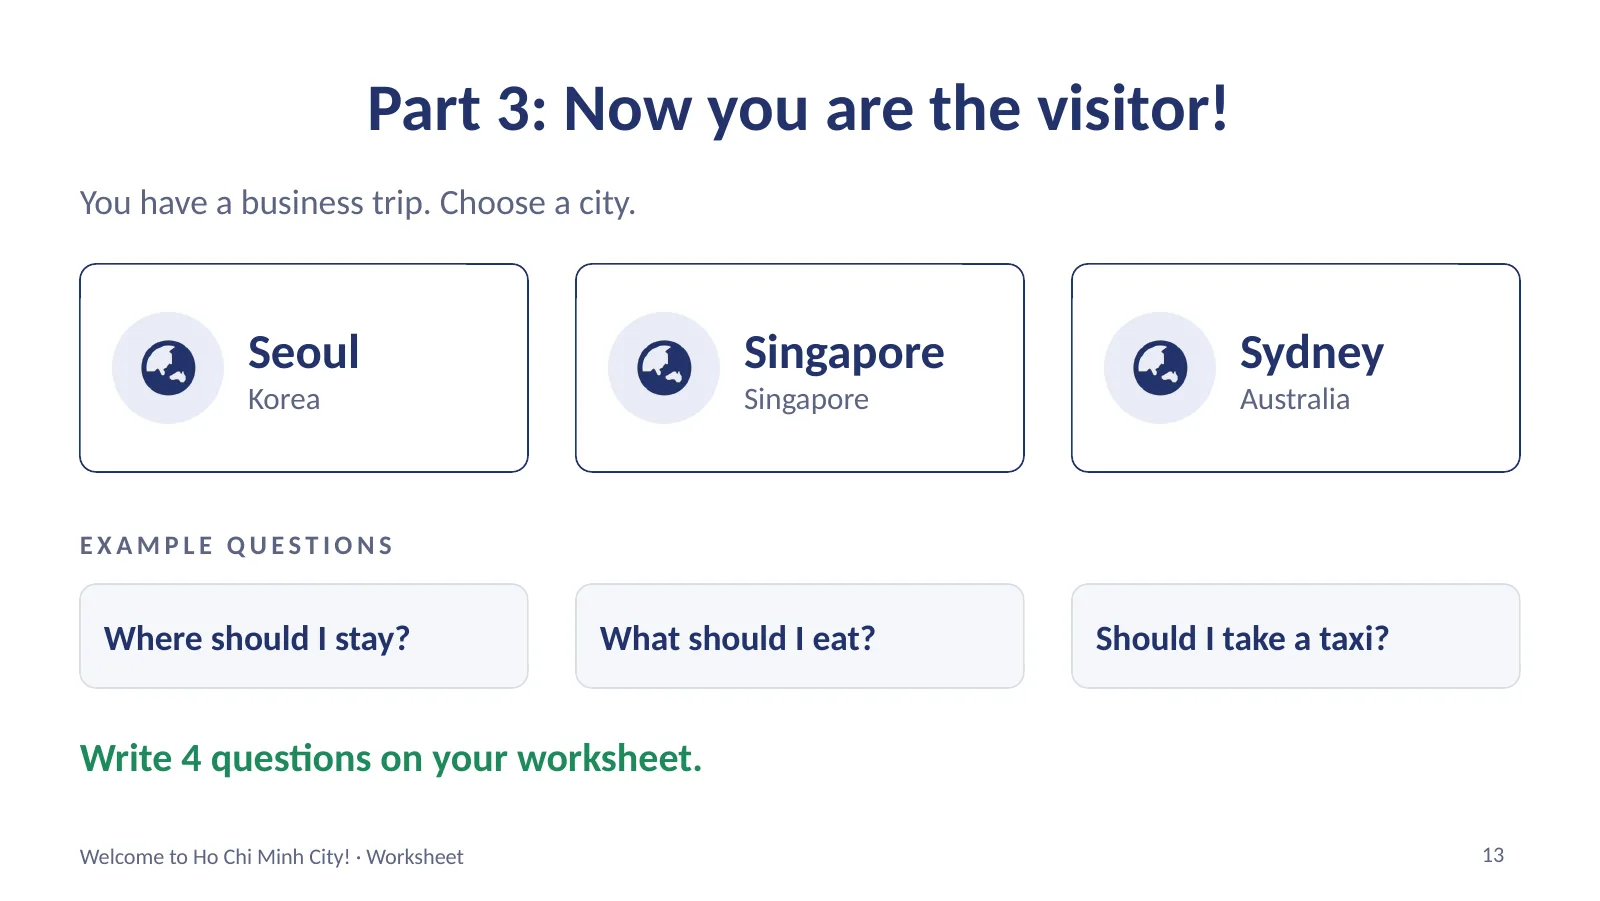 Part 3: Now you are the visitor!
You have a business trip. Choose a city.
Seoul
Korea
Singapore
Singapore
Sydney
Australia
EXAMPLE QUESTIONS
Where should I stay?
What should I eat?
Should I take a taxi?
Write 4 questions on your worksheet.
Welcome to Ho Chi Minh City! · Worksheet
13